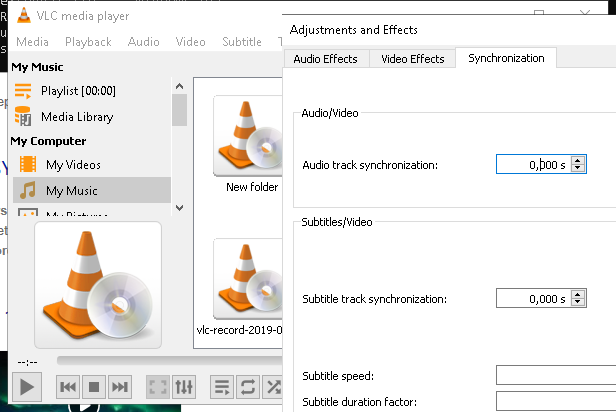 VLC media player
Media Playback Audio Video Subtitle
My Music
Playlist [00:00]
Media Library
My Computer
My Videos
My Music
My Pictures
New folder
vlc-record-2019-0
--:--
Adjustments and Effects
Audio Effects Video Effects Synchronization
Audio/Video
Audio track synchronization: 0,000 s
Subtitles/Video
Subtitle track synchronization: 0,000 s
Subtitle speed:
Subtitle duration factor: